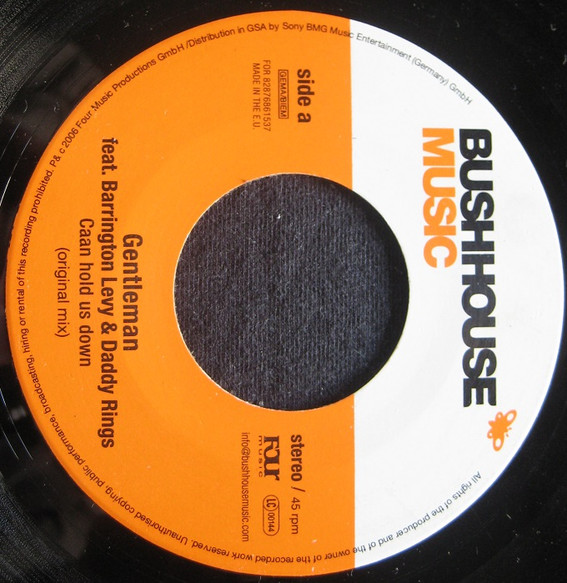 BUSHHOUSE
MUSIC
side a
GEMA/BIEM
FOR 82876861537
MADE IN THE E.U.
stereo / 45 rpm
FOUR
music
LC 00144
info@bushhousemusic.com
Gentleman
feat. Barrington Levy & Daddy Rings
Caan hold us down
(original mix)
All rights of the producer and of the owner of the recorded work reserved. Unauthorised copying, public performance, broadcasting, hiring or rental of this recording prohibited. P& c 2006 Four Music Productions GmbH /Distribution in GSA by Sony BMG Music Entertainment (Germany) GmbH